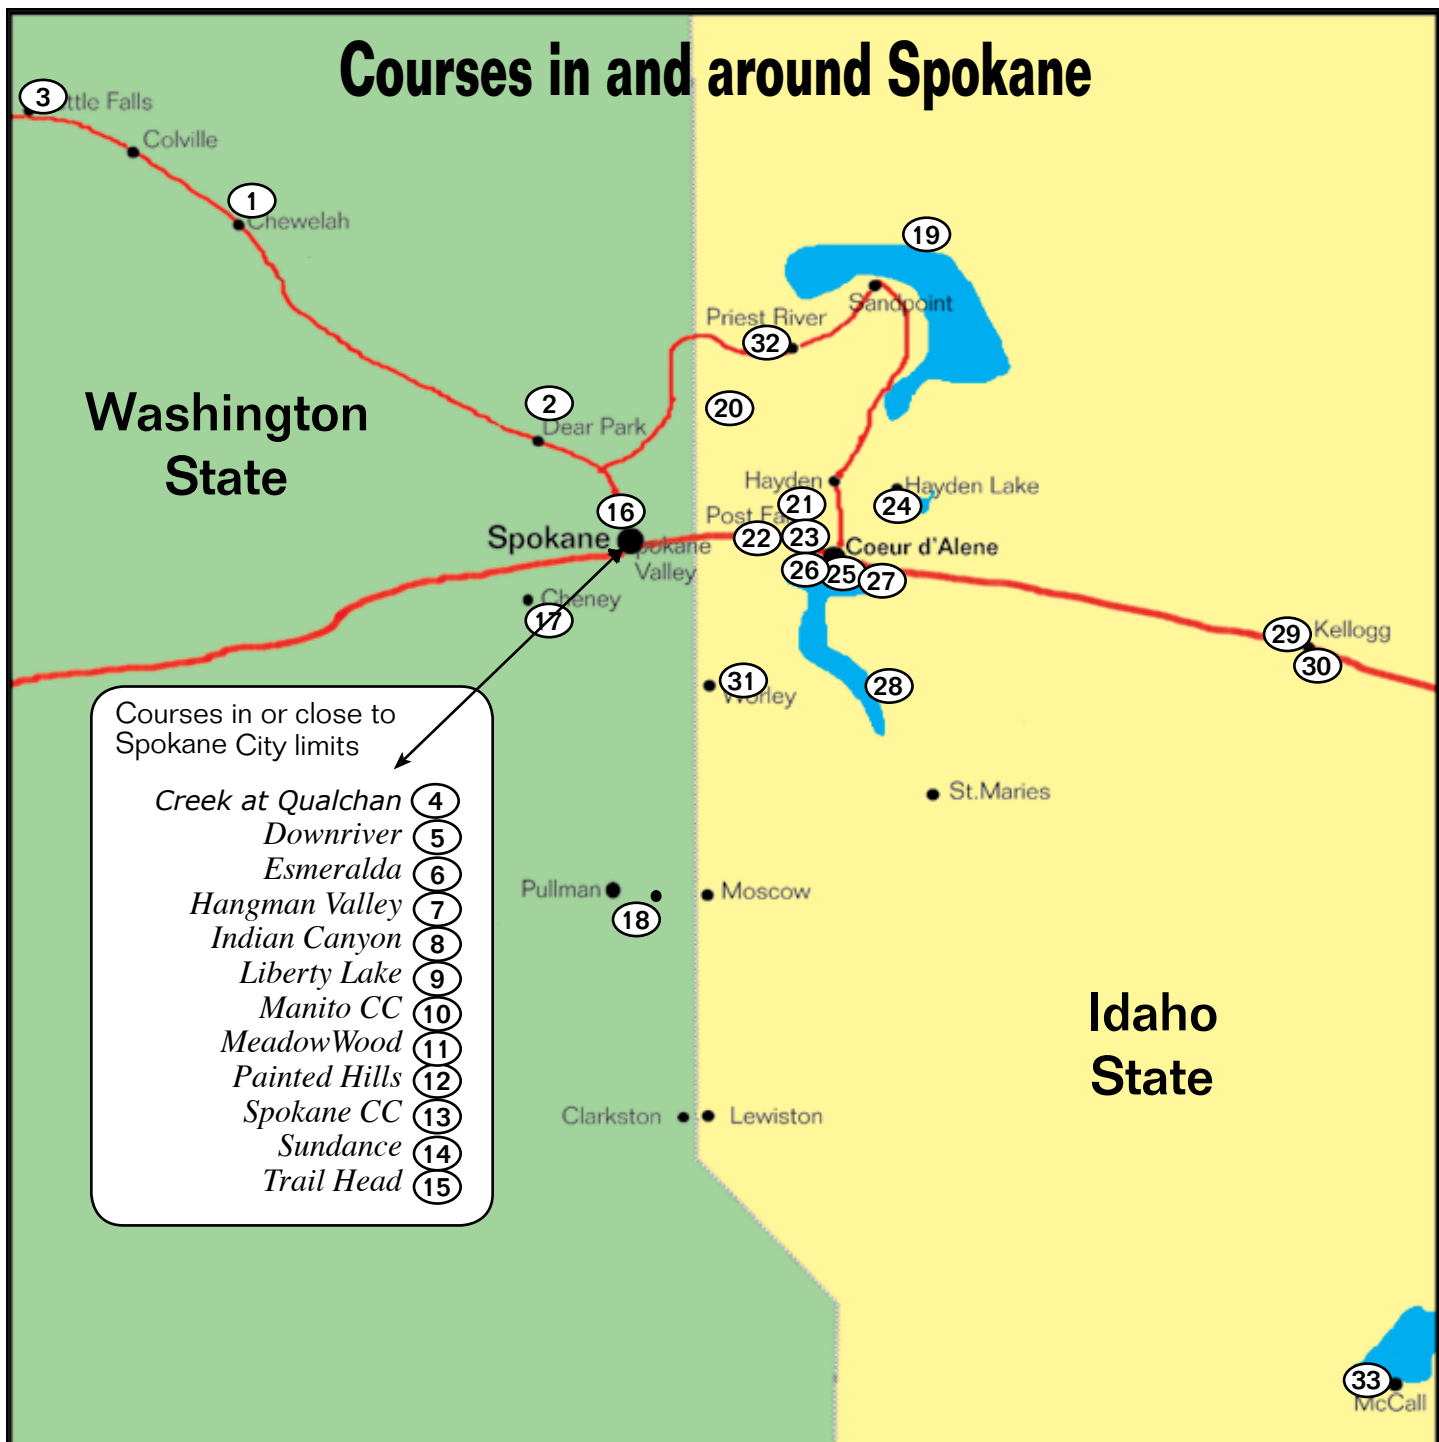 Courses in and around Spokane
3
ttle Falls
Colville
1
Chewelah
19
Sandpoint
Priest River
32
Washington
State
2
Dear Park
20
Hayden
Hayden Lake
21
24
16
Post Fa
22
23
Spokane
pokane
Valley
Coeur d'Alene
26
25
27
Cheney
17
29
Kellogg
30
31
Worley
28
Courses in or close to
Spokane City limits
Creek at Qualchan 4
Downriver 5
Esmeralda 6
Hangman Valley 7
Indian Canyon 8
Liberty Lake 9
Manito CC 10
MeadowWood 11
Painted Hills 12
Spokane CC 13
Sundance 14
Trail Head 15
St.Maries
Pullman
18
Moscow
Idaho
State
Clarkston
Lewiston
33
McCall